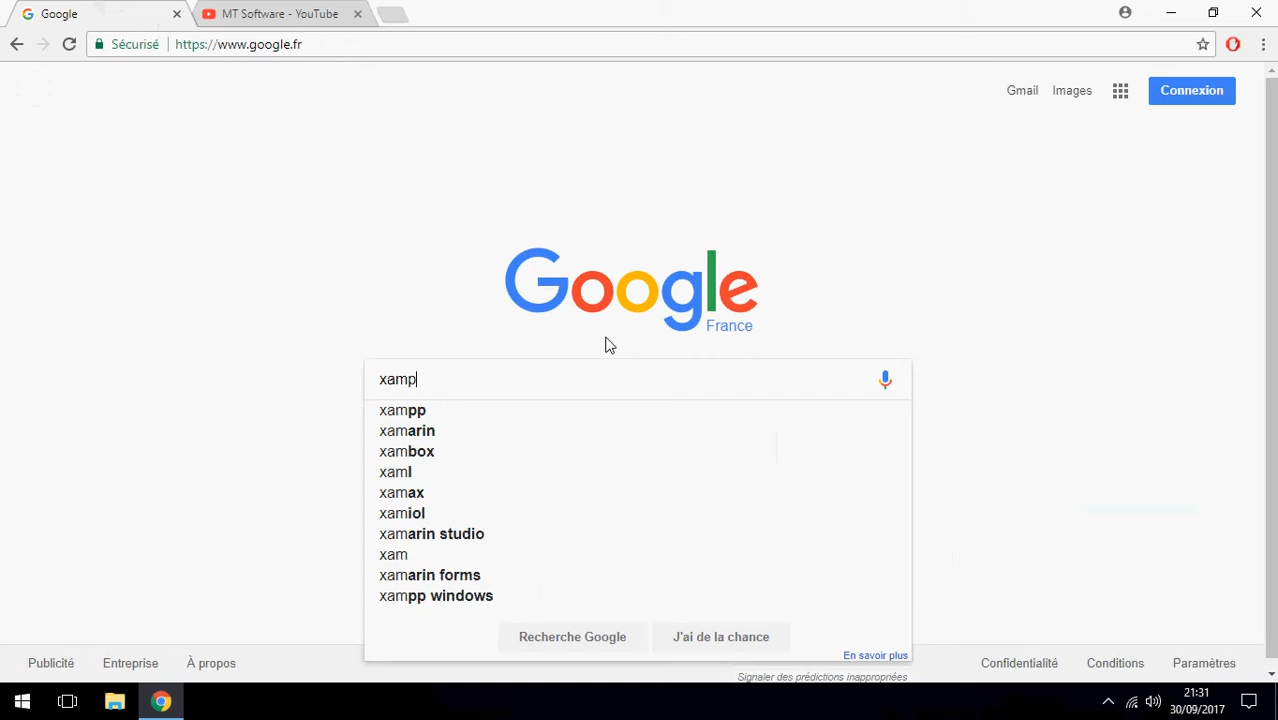 Google
MT Software - YouTube
Sécurisé
https://www.google.fr
Gmail
Images
Connexion
Google
France
xamp
xampp
xamarin
xambox
xaml
xamax
xamiol
xamarin studio
xam
xamarin forms
xampp windows
Recherche Google
J'ai de la chance
En savoir plus
Publicité
Entreprise
À propos
Signaler des prédictions inappropriées
Confidentialité
Conditions
Paramètres
21:31
30/09/2017